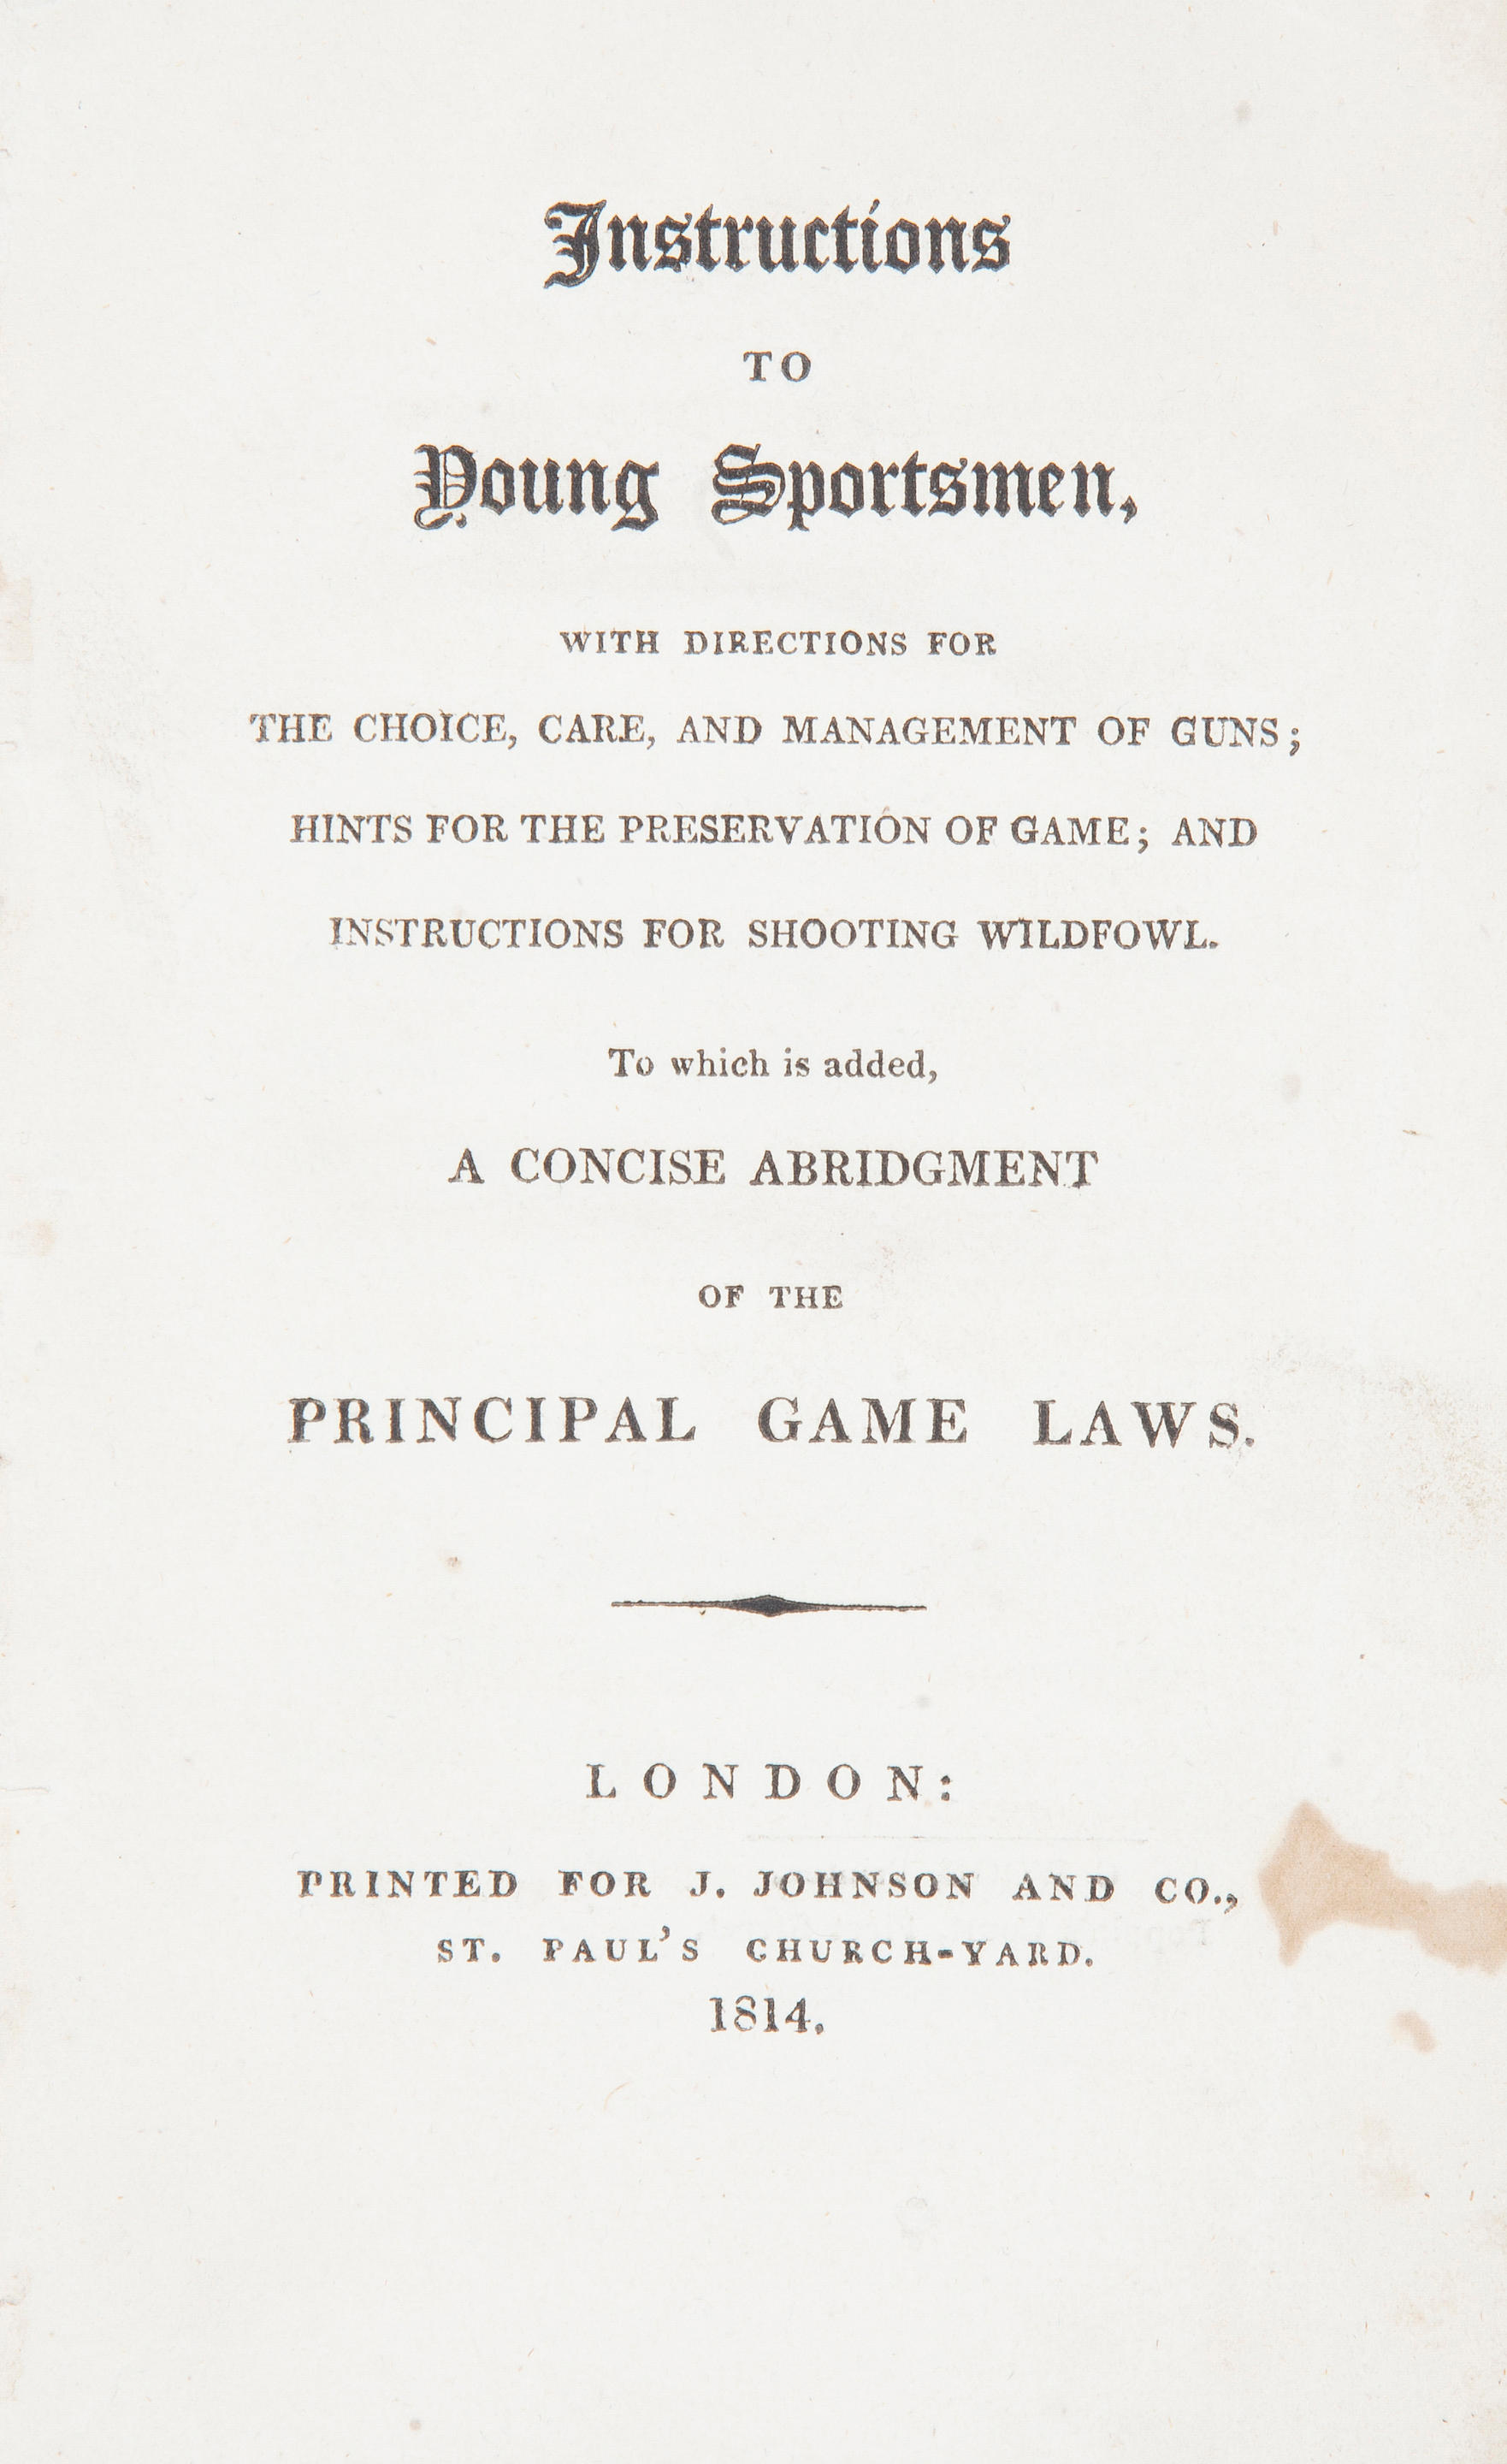 Instructions
TO
Young Sportsmen,
WITH DIRECTIONS FOR
THE CHOICE, CARE, AND MANAGEMENT OF GUNS;
HINTS FOR THE PRESERVATION OF GAME; AND
INSTRUCTIONS FOR SHOOTING WILDFOWL.
To which is added,
A CONCISE ABRIDGMENT
OF THE
PRINCIPAL GAME LAWS.
LONDON:
PRINTED FOR J. JOHNSON AND CO.,
ST. PAUL'S CHURCH-YARD.
1814.